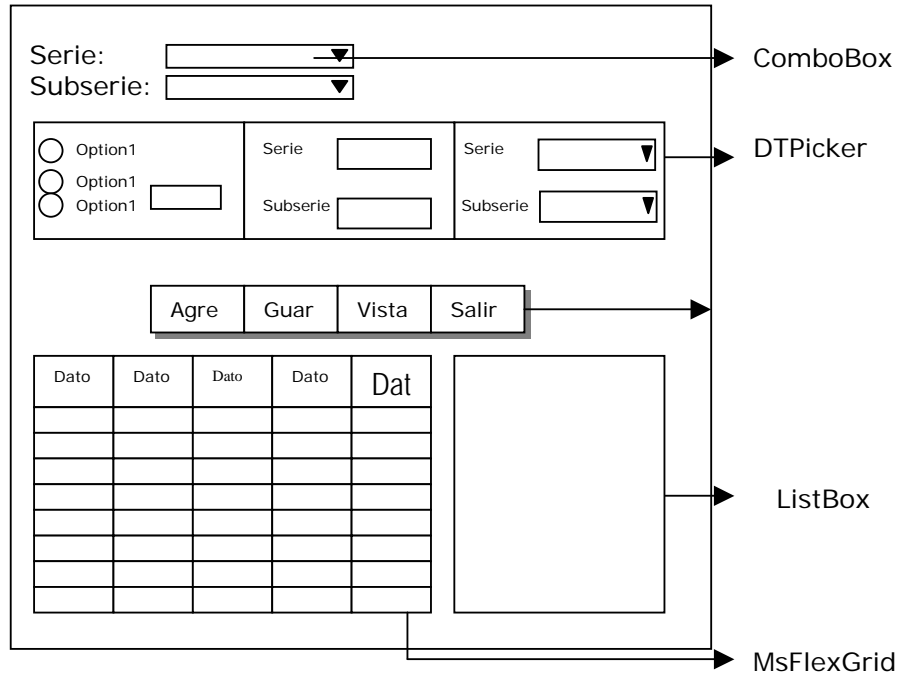 Serie:
ComboBox
Subserie:
Option1
Serie
Serie
DTPicker
Option1
Option1
Subserie
Subserie
Agre
Guar
Vista
Salir
Dato
Dato
Dato
Dato
Dat
ListBox
MsFlexGrid